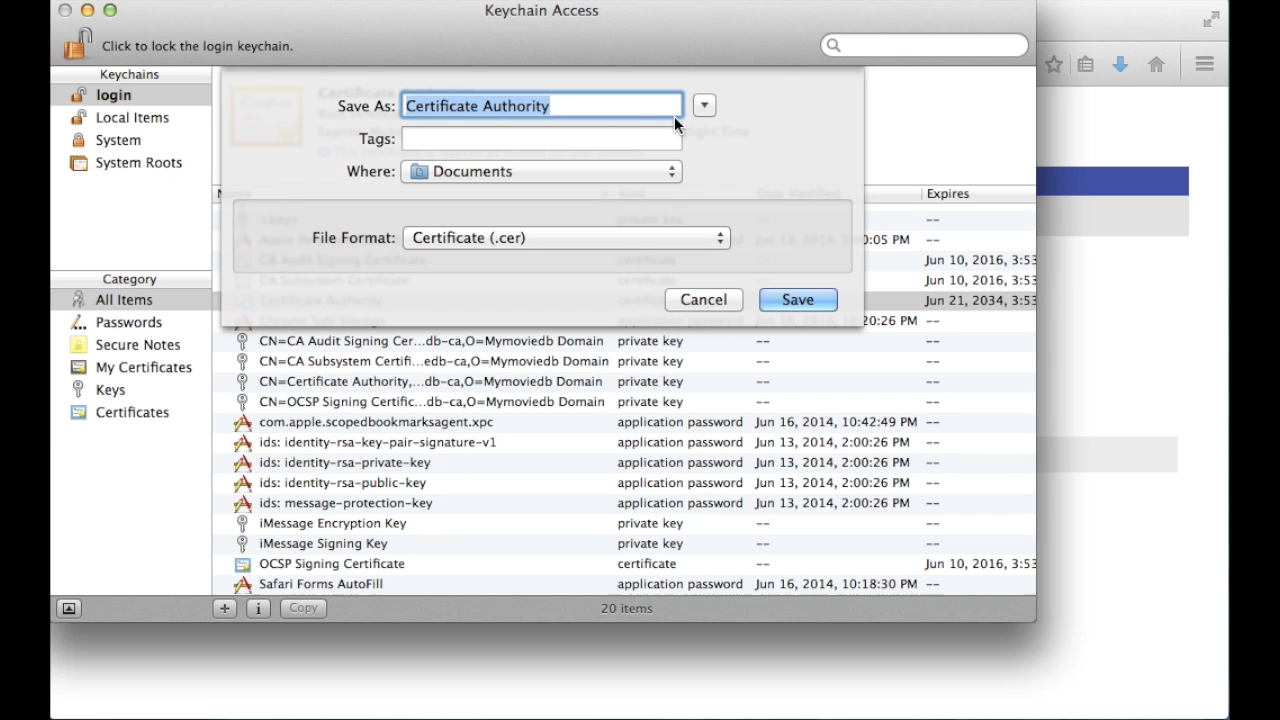 Keychain Access
Click to lock the login keychain.
Keychains
login
Local Items
System
System Roots
Category
All Items
Passwords
Secure Notes
My Certificates
Keys
Certificates
Save As: Certificate Authority
Tags:
Where: Documents
File Format: Certificate (.cer)
Cancel Save
Expires
--
0:05 PM --
Jun 10, 2016, 3:53
Jun 10, 2016, 3:53
Jun 21, 2034, 3:53
20:26 PM --
CN=CA Audit Signing Cer...db-ca,O=Mymoviedb Domain private key -- --
CN=CA Subsystem Certifi...edb-ca,O=Mymoviedb Domain private key -- --
CN=Certificate Authority,...db-ca,O=Mymoviedb Domain private key -- --
CN=OCSP Signing Certific...db-ca,O=Mymoviedb Domain private key -- --
com.apple.scopedbookmarksagent.xpc application password Jun 16, 2014, 10:42:49 PM --
ids: identity-rsa-key-pair-signature-v1 application password Jun 13, 2014, 2:00:26 PM --
ids: identity-rsa-private-key application password Jun 13, 2014, 2:00:26 PM --
ids: identity-rsa-public-key application password Jun 13, 2014, 2:00:26 PM --
ids: message-protection-key application password Jun 13, 2014, 2:00:26 PM --
iMessage Encryption Key private key -- --
iMessage Signing Key private key -- --
OCSP Signing Certificate certificate -- Jun 10, 2016, 3:53
Safari Forms AutoFill application password Jun 16, 2014, 10:18:30 PM --
Copy
20 items